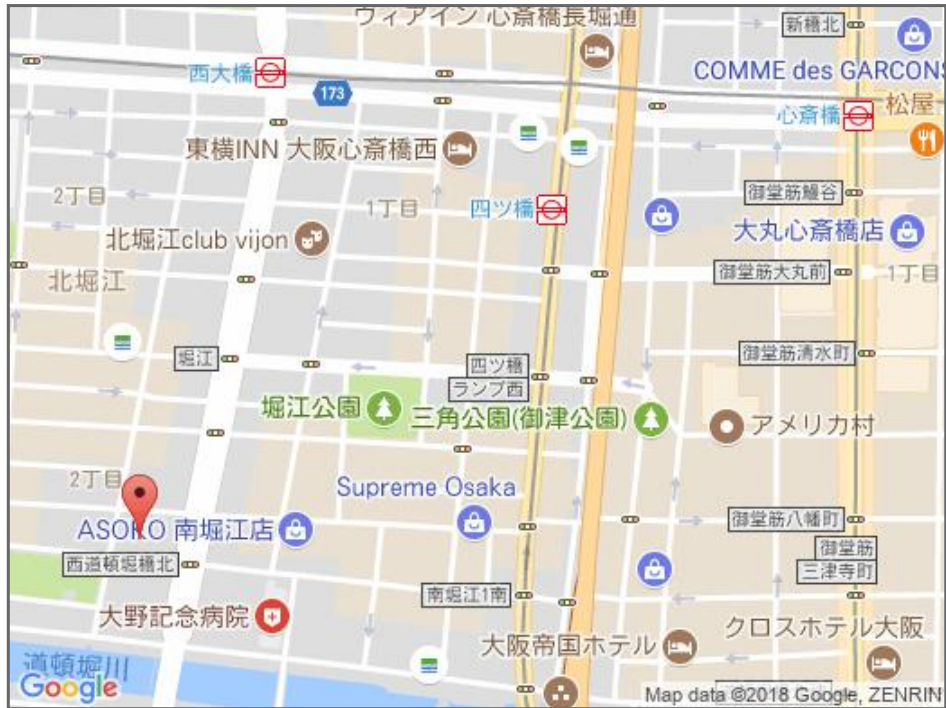 ウィアイン 心斎橋長堀通
新橋北
西大橋
COMME des GARCONS
173
心斎橋
松屋
東横INN 大阪心斎橋西
2丁目
1丁目
四ツ橋
御堂筋鰻谷
大丸心斎橋店
北堀江club vijon
北堀江
御堂筋大丸前
1丁目
堀江
四ツ橋
ランプ西
御堂筋清水町
堀江公園
三角公園(御津公園)
アメリカ村
2丁目
Supreme Osaka
ASOKO 南堀江店
御堂筋八幡町
西道頓堀橋北
御堂筋
三津寺町
南堀江1南
大野記念病院
大阪帝国ホテル
クロスホテル大阪
道頓堀川
Google
Map data ©2018 Google, ZENRIN